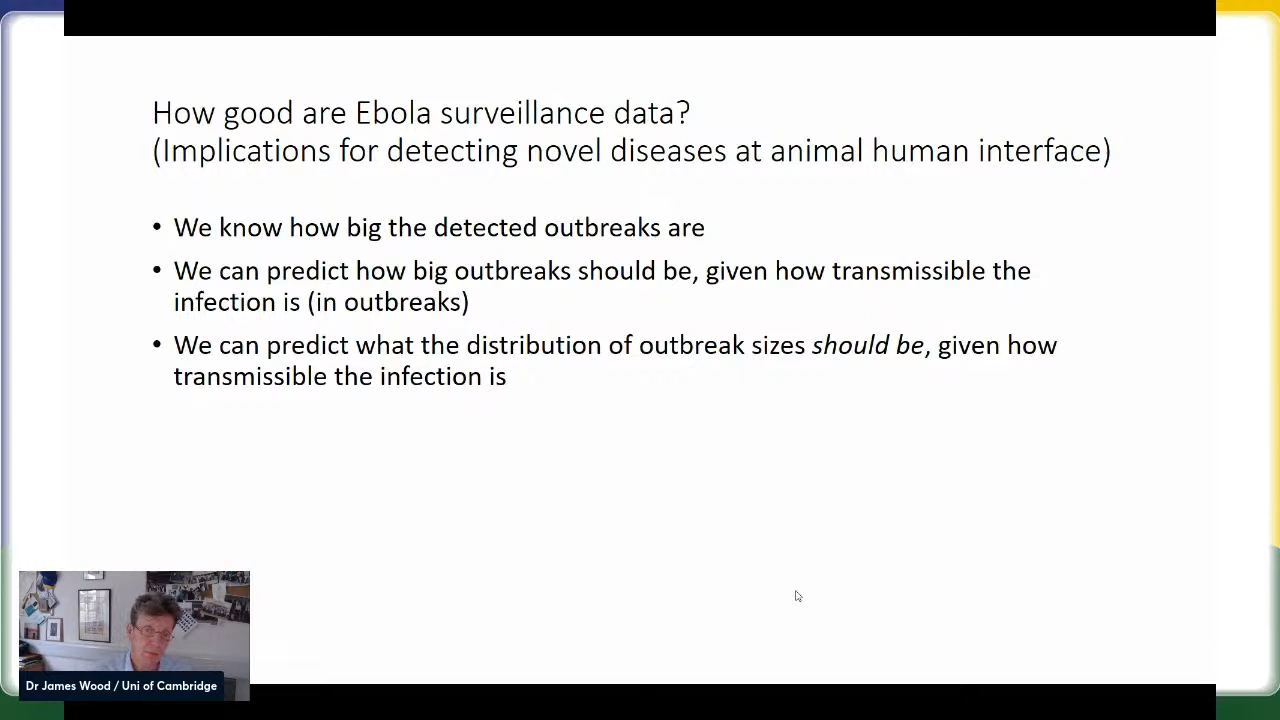 How good are Ebola surveillance data?
(Implications for detecting novel diseases at animal human interface)
• We know how big the detected outbreaks are
• We can predict how big outbreaks should be, given how transmissible the
infection is (in outbreaks)
• We can predict what the distribution of outbreak sizes should be, given how
transmissible the infection is
Dr James Wood / Uni of Cambridge